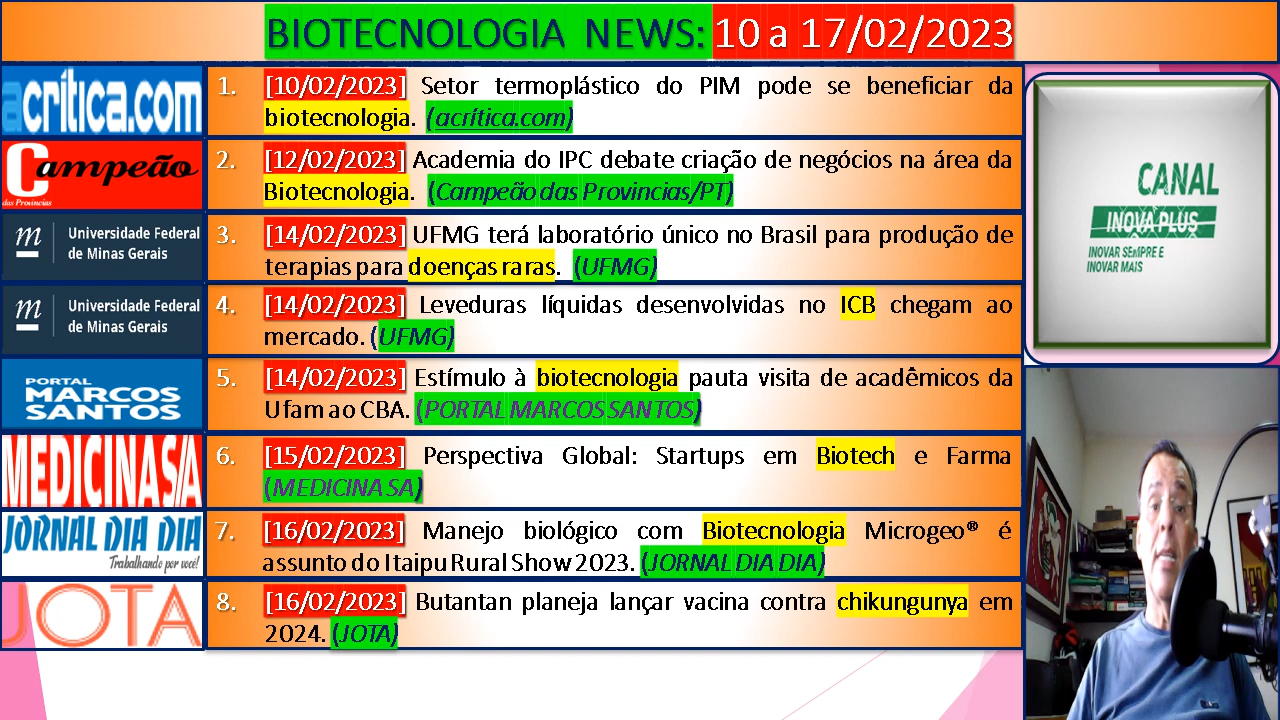 BIOTECNOLOGIA NEWS: 10 a 17/02/2023
acrítica.com
1. [10/02/2023] Setor termoplástico do PIM pode se beneficiar da
biotecnologia. (acrítica.com)
Campeão
das Províncias
2. [12/02/2023] Academia do IPC debate criação de negócios na área da
Biotecnologia. (Campeão das Provincias/PT)
m Universidade Federal
de Minas Gerais
3. [14/02/2023] UFMG terá laboratório único no Brasil para produção de
terapias para doenças raras. (UFMG)
m Universidade Federal
de Minas Gerais
4. [14/02/2023] Leveduras líquidas desenvolvidas no ICB chegam ao
mercado. (UFMG)
PORTAL
MARCOS
SANTOS
5. [14/02/2023] Estímulo à biotecnologia pauta visita de acadêmicos da
Ufam ao CBA. (PORTAL MARCOS SANTOS)
MEDICINAS/A
6. [15/02/2023] Perspectiva Global: Startups em Biotech e Farma
(MEDICINA SA)
JORNAL DIA DIA
Trabalhando por você!
7. [16/02/2023] Manejo biológico com Biotecnologia Microgeo® é
assunto do Itaipu Rural Show 2023. (JORNAL DIA DIA)
JOTA
8. [16/02/2023] Butantan planeja lançar vacina contra chikungunya em
2024. (JOTA)
CANAL
INOVA PLUS
INOVAR SEMPRE E
INOVAR MAIS